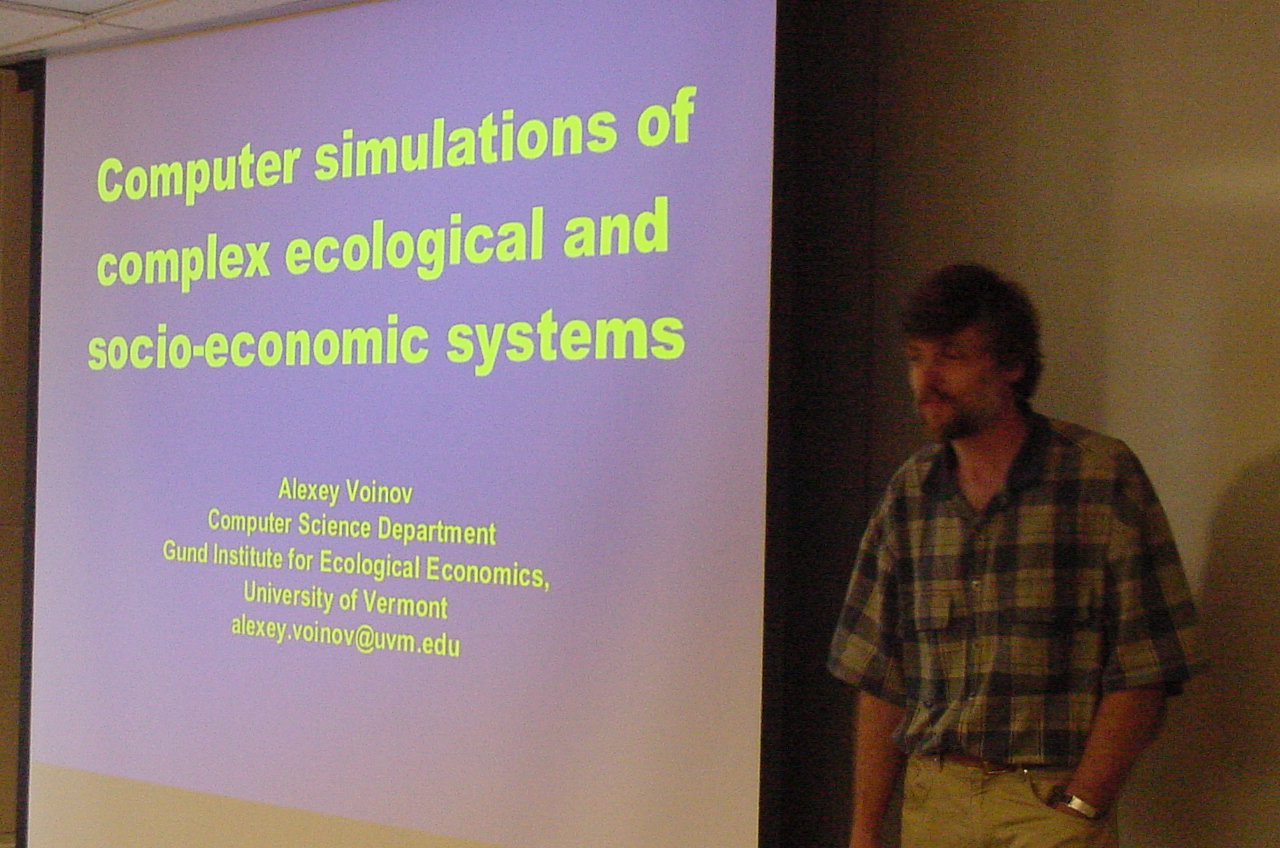 Computer simulations of
complex ecological and
socio-economic systems
Alexey Voinov
Computer Science Department
Gund Institute for Ecological Economics,
University of Vermont
alexey.voinov@uvm.edu